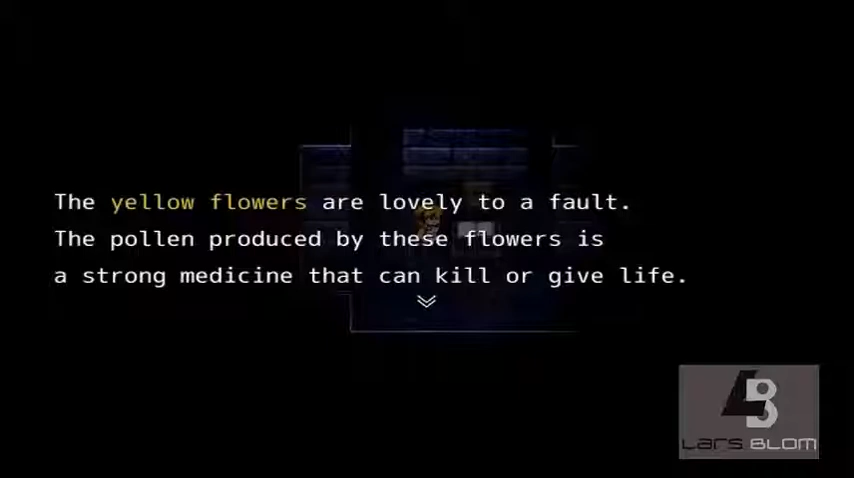 The yellow flowers are lovely to a fault.
The pollen produced by these flowers is
a strong medicine that can kill or give life.
LB
LARS BLOM